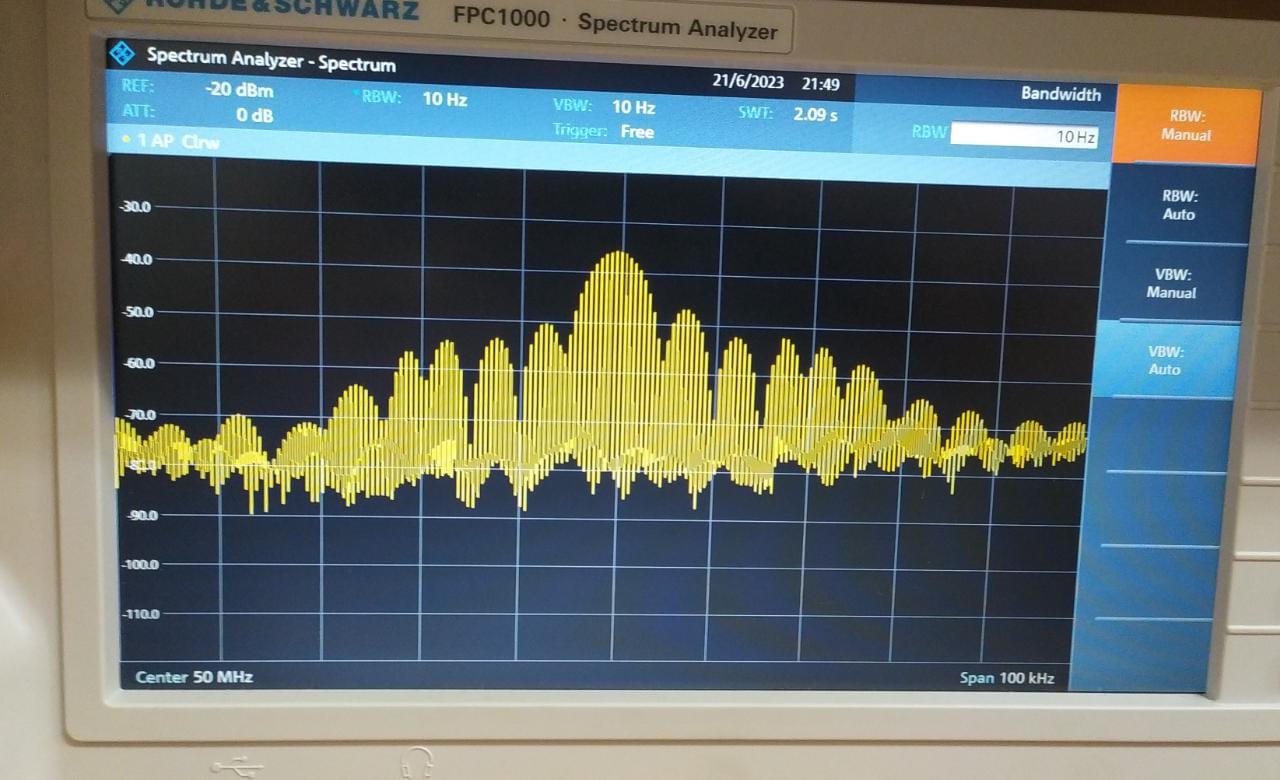 ROHDE & SCHWARZ FPC1000 · Spectrum Analyzer
Spectrum Analyzer - Spectrum
21/6/2023 21:49
Bandwidth
REF: -20 dBm
RBW: 10 Hz
VBW: 10 Hz
SWT: 2.09 s
ATT: 0 dB
Trigger: Free
RBW 10 Hz
1 AP Clrw
-30.0
-40.0
-50.0
-60.0
-70.0
-80.0
-90.0
-100.0
-110.0
Center 50 MHz
Span 100 kHz
RBW:
Manual
RBW:
Auto
VBW:
Manual
VBW:
Auto